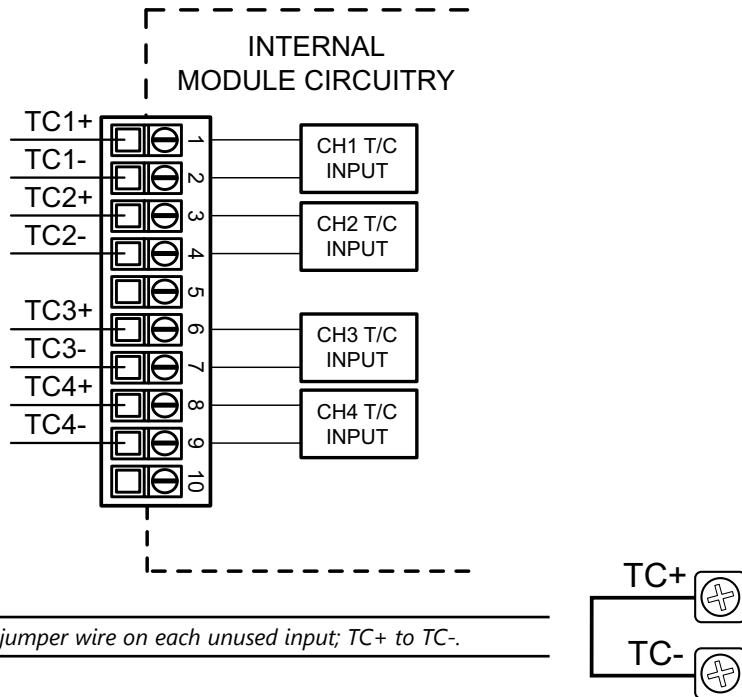 INTERNAL
MODULE CIRCUITRY
TC1+
1
CH1 T/C
INPUT
TC1-
2
TC2+
3
CH2 T/C
INPUT
TC2-
4
5
TC3+
6
CH3 T/C
INPUT
TC3-
7
TC4+
8
CH4 T/C
INPUT
TC4-
9
10
jumper wire on each unused input; TC+ to TC-.
TC+
TC-